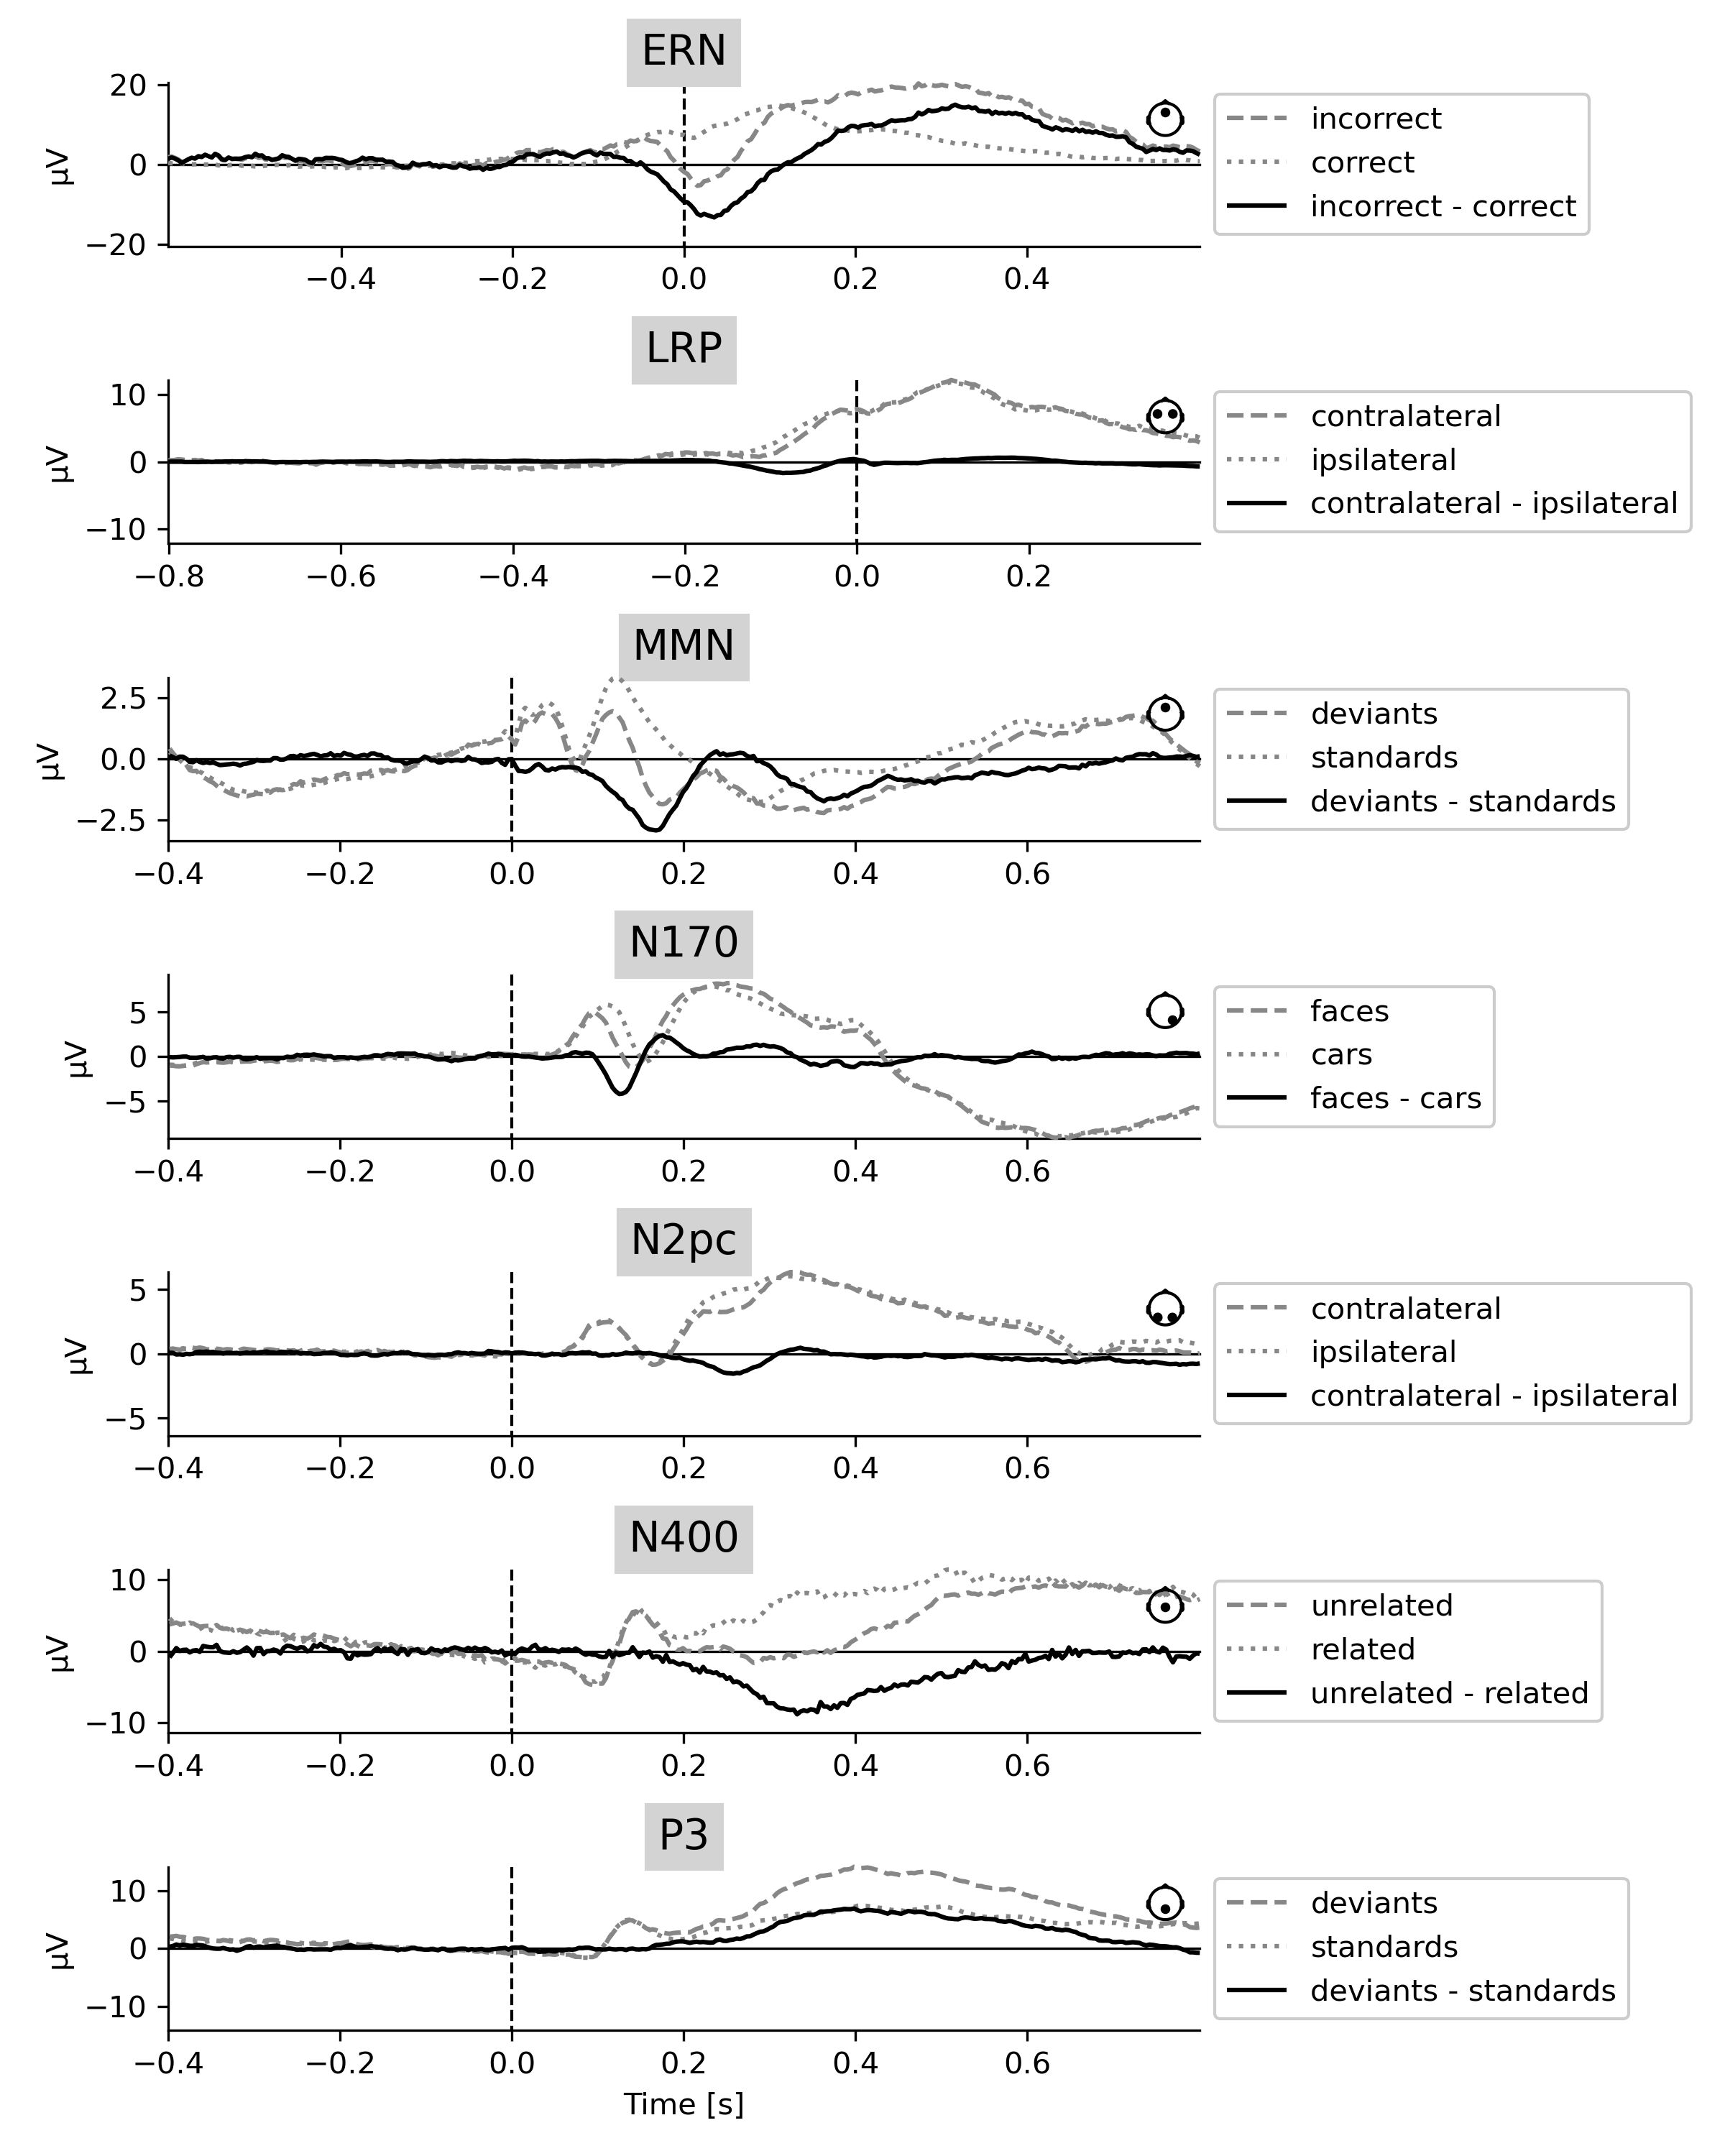 ERN
20
0
−20
µV
−0.4 −0.2 0.0 0.2 0.4
incorrect
correct
incorrect - correct
LRP
10
0
−10
µV
−0.8 −0.6 −0.4 −0.2 0.0 0.2
contralateral
ipsilateral
contralateral - ipsilateral
MMN
2.5
0.0
−2.5
µV
−0.4 −0.2 0.0 0.2 0.4 0.6
deviants
standards
deviants - standards
N170
5
0
−5
µV
−0.4 −0.2 0.0 0.2 0.4 0.6
faces
cars
faces - cars
N2pc
5
0
−5
µV
−0.4 −0.2 0.0 0.2 0.4 0.6
contralateral
ipsilateral
contralateral - ipsilateral
N400
10
0
−10
µV
−0.4 −0.2 0.0 0.2 0.4 0.6
unrelated
related
unrelated - related
P3
10
0
−10
µV
−0.4 −0.2 0.0 0.2 0.4 0.6
deviants
standards
deviants - standards
Time [s]